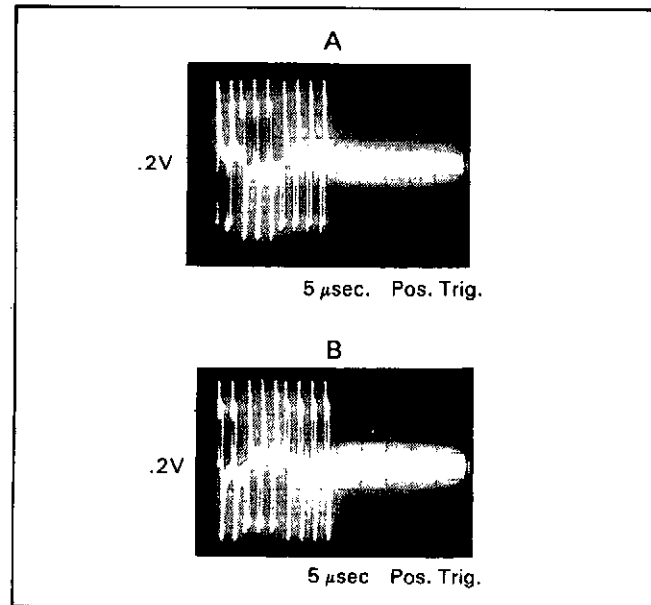 A
.2V
5 μsec. Pos. Trig.
B
.2V
5 μsec Pos. Trig.